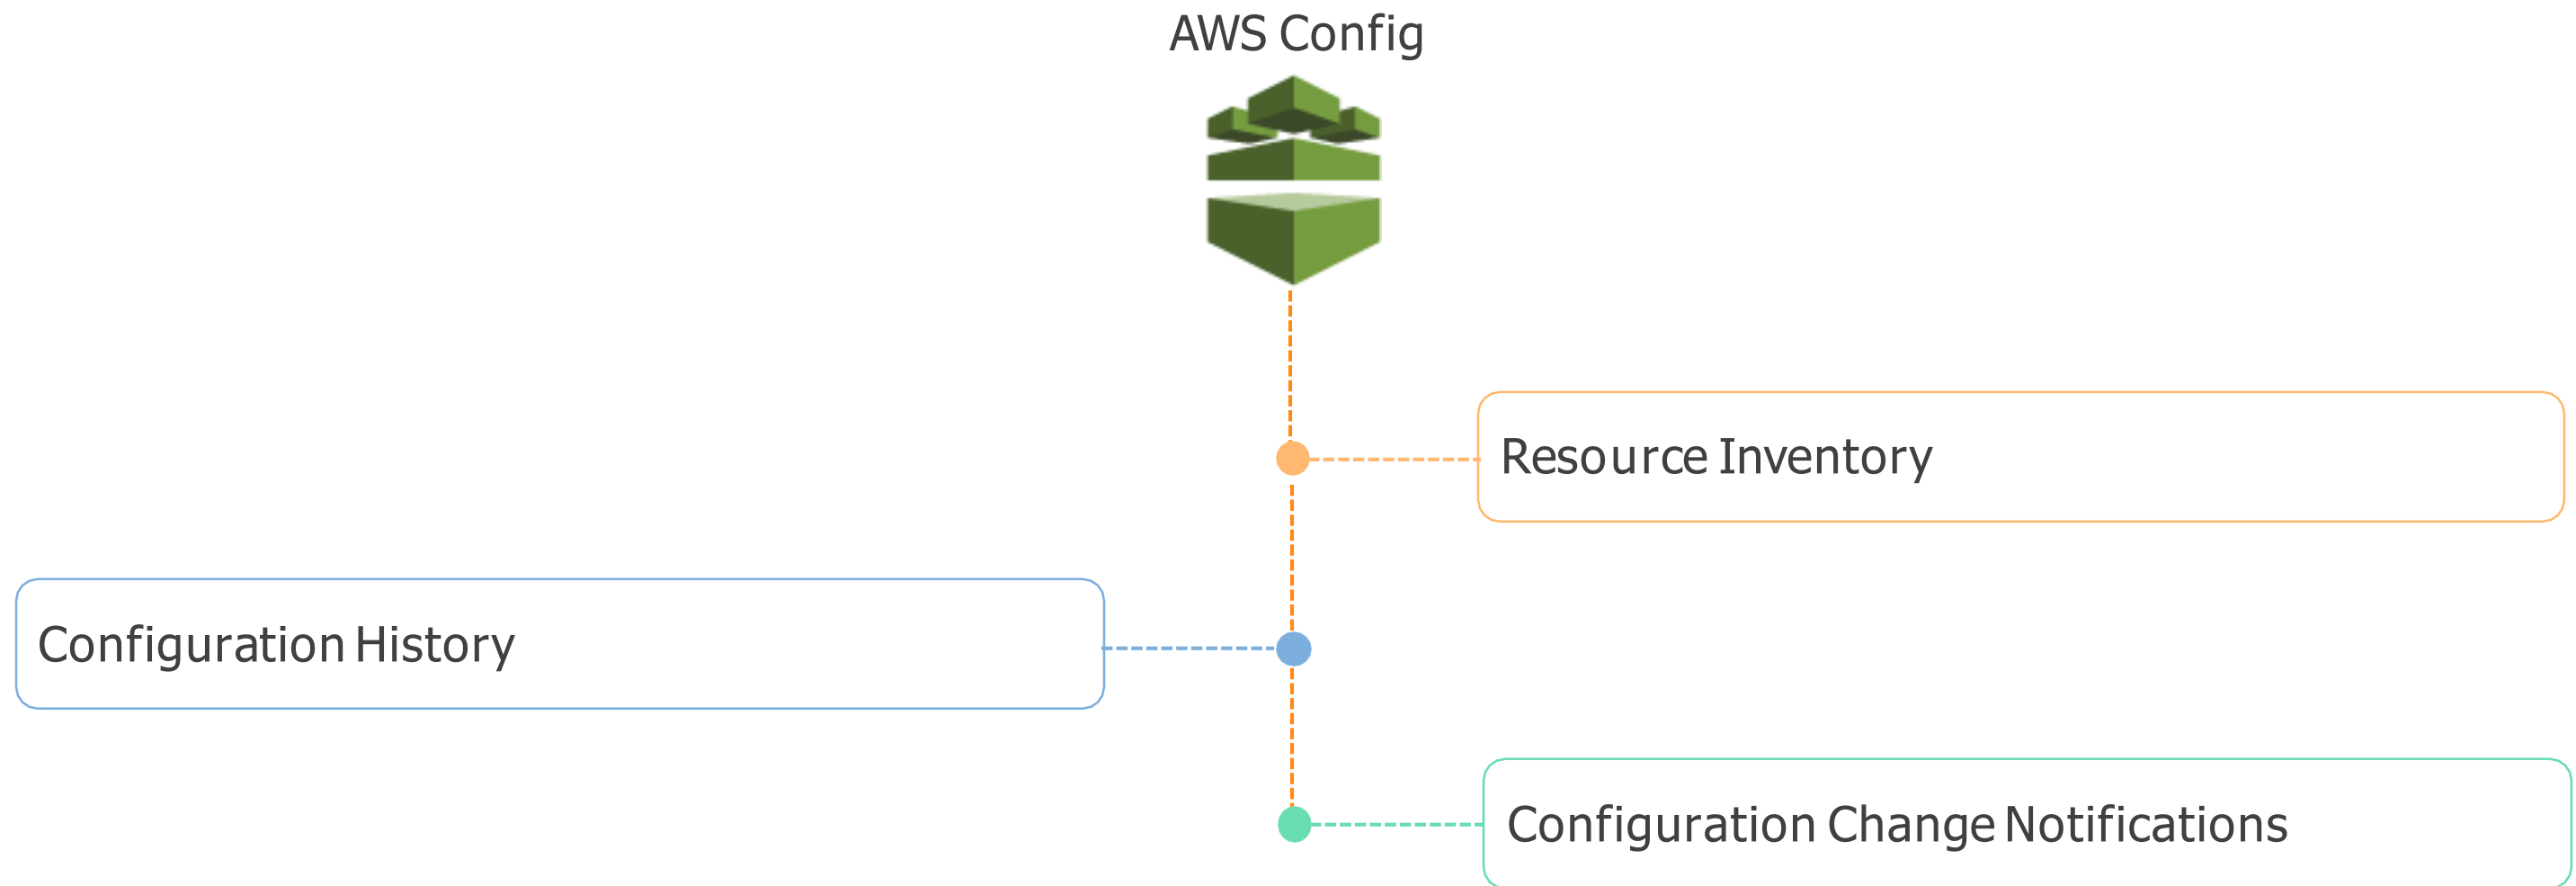 AWS Config
Resource Inventory
Configuration History
Configuration Change Notifications